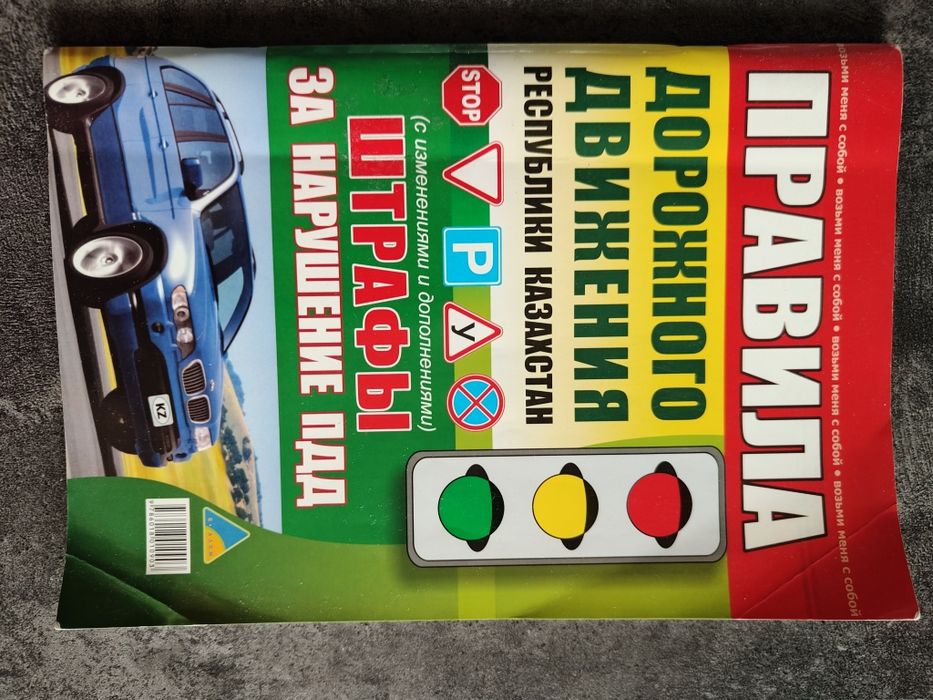 возьми меня с собой • возьми меня с собой • возьми меня с собой • возьми меня с собой
ПРАВИЛА
ДОРОЖНОГО
ДВИЖЕНИЯ
РЕСПУБЛИКИ КАЗАХСТАН
STOP
P
У
(с изменениями и дополнениями)
ШТРАФЫ
ЗА НАРУШЕНИЕ ПДД
KZ